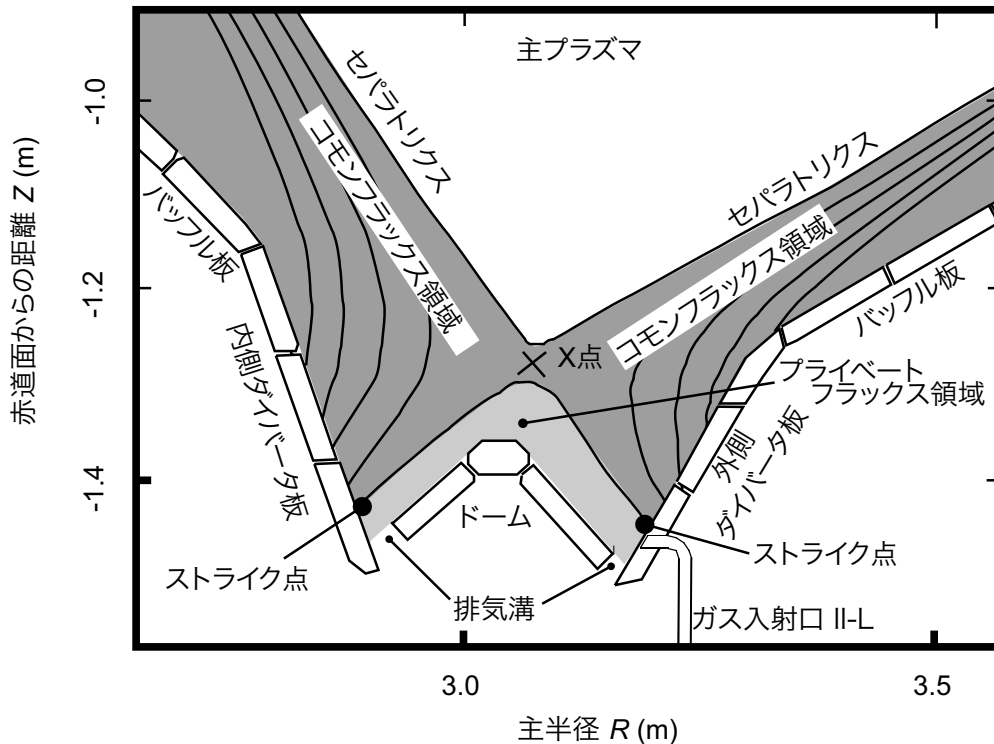 主プラズマ
セパラトリクス
コモンフラックス領域
セパラトリクス
コモンフラックス領域
バッフル板
バッフル板
X点
プライベート
フラックス領域
内側ダイバータ板
外側
ダイバータ板
ドーム
ストライク点
ストライク点
排気溝
ガス入射口 II-L
赤道面からの距離 Z (m)
-1.0
-1.2
-1.4
3.0
3.5
主半径 R (m)